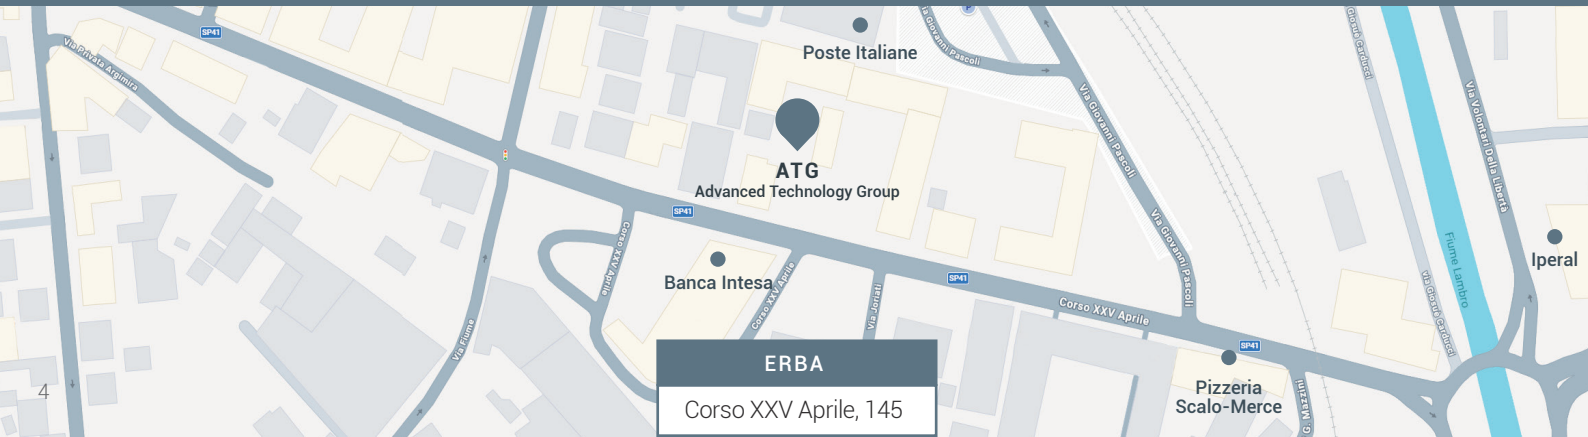 SP41
Via Privata Argimira
Poste Italiane
Via Giovanni Pascoli
P
Giosuè Carducci
Via Giovanni Pascoli
Via Volontari Della Libertà
ATG
Advanced Technology Group
SP41
Corso XXV Aprile
Via Giovanni Pascoli
Fiume Lambro
Iperal
Banca Intesa
Corso XXV Aprile
SP41
Via Joriati
Corso XXV Aprile
via Giosuè Carducci
Via Fiume
SP41
Pizzeria
Scalo-Merce
G. Mazzini
ERBA
Corso XXV Aprile, 145
4